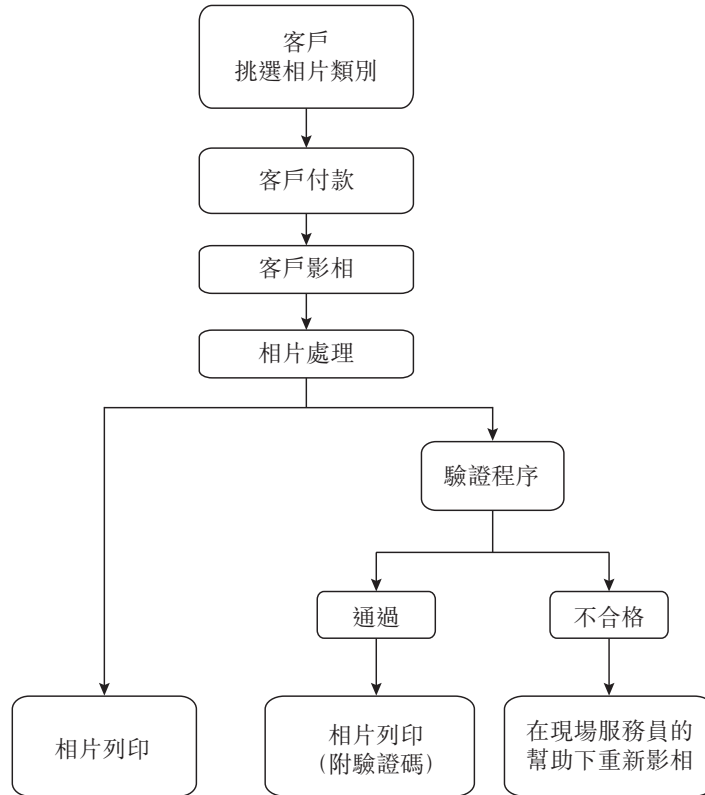 客戶
挑選相片類別
客戶付款
客戶影相
相片處理
驗證程序
通過
不合格
相片列印
相片列印
(附驗證碼)
在現場服務員的
幫助下重新影相